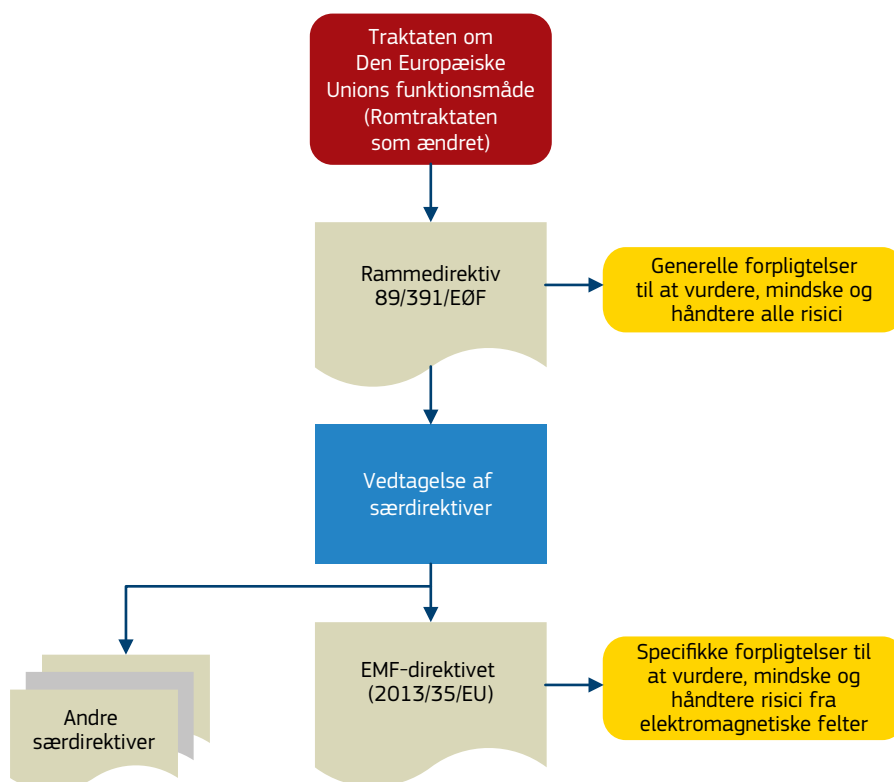 Traktaten om
Den Europæiske
Unions funktionsmåde
(Romtraktaten
som ændret)
Rammedirektiv
89/391/EØF
Generelle forpligtelser
til at vurdere, mindske og
håndtere alle risici
Vedtagelse af
særdirektiver
Andre
særdirektiver
EMF-direktivet
(2013/35/EU)
Specifikke forpligtelser til
at vurdere, mindske og
håndtere risici fra
elektromagnetiske felter